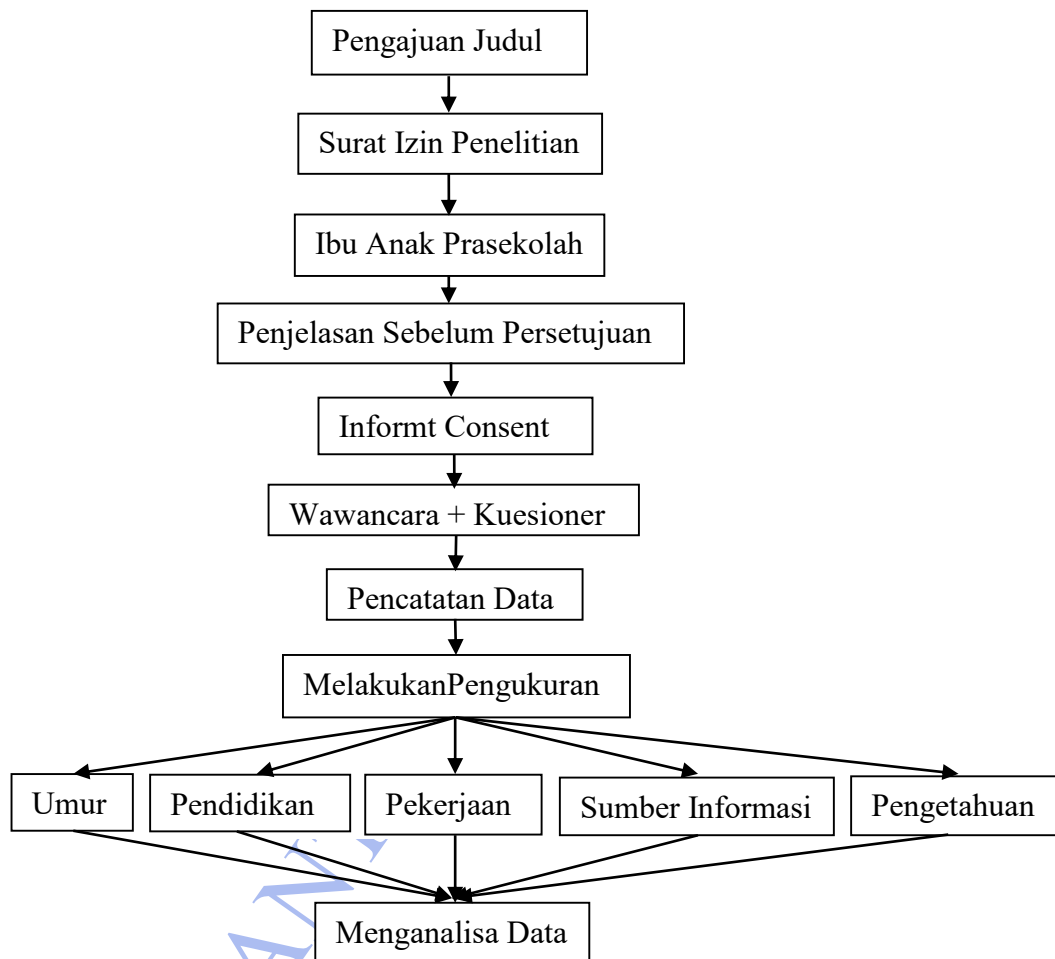 Pengajuan Judul
Surat Izin Penelitian
Ibu Anak Prasekolah
Penjelasan Sebelum Persetujuan
Informt Consent
Wawancara + Kuesioner
Pencatatan Data
MelakukanPengukuran
Umur
Pendidikan
Pekerjaan
Sumber Informasi
Pengetahuan
Menganalisa Data